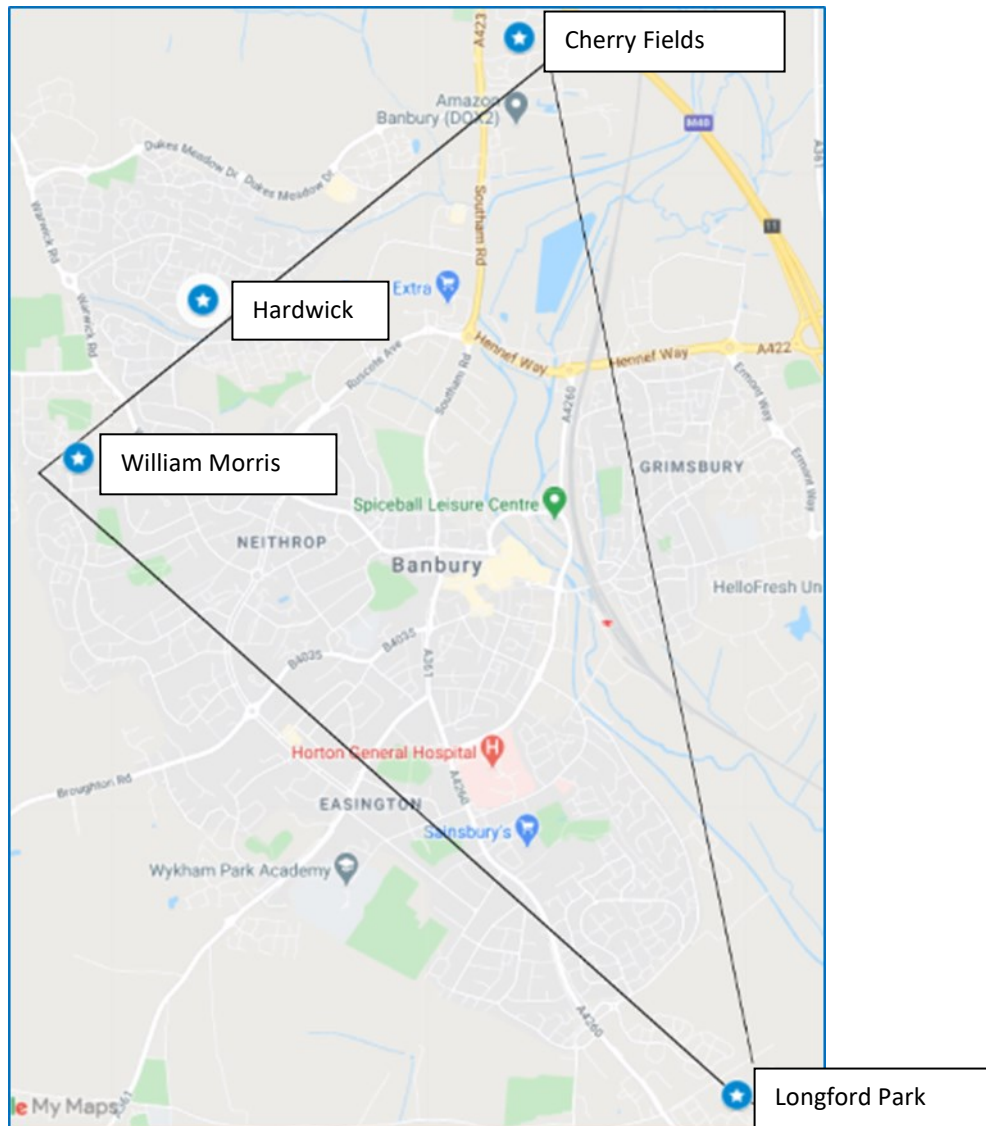 A423
Cherry Fields
Amazon
Banbury (DOX2)
M40
A361
Dukes Meadow Dr
Dukes Meadow Dr
Warwick Rd
Southam Rd
11
Hardwick
Extra
Warwick Rd
Ruscote Ave
Southam Rd
Hennef Way
Hennef Way
A422
A4260
Ermont Way
William Morris
GRIMSBURY
Ermont Way
Spiceball Leisure Centre
NEITHROP
Banbury
HelloFresh Un
B4035
B4035
A361
Horton General Hospital
H
Broughton Rd
A4260
EASINGTON
Sainsbury's
Wykham Park Academy
A4260
le My Maps
A361
Longford Park